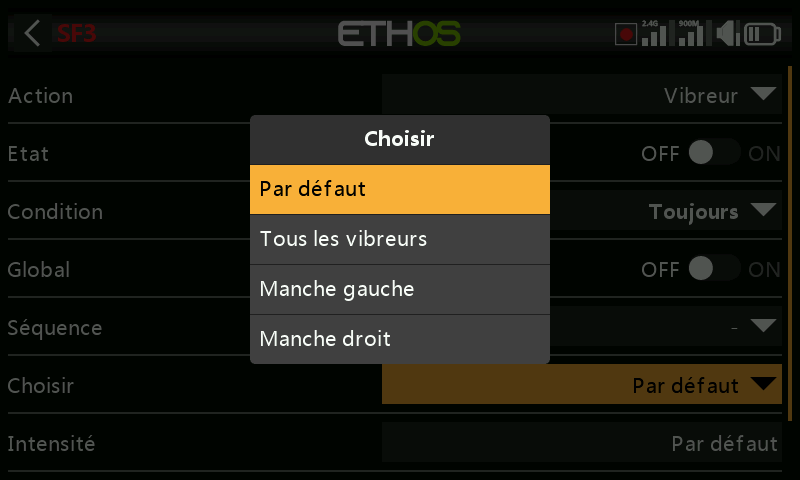 SF3
ETHOS
2.4G
900M
Action
Vibreur
Choisir
Etat
OFF
ON
Par défaut
Condition
Toujours
Tous les vibreurs
Global
OFF
ON
Manche gauche
Séquence
-
Manche droit
Choisir
Par défaut
Intensité
Par défaut